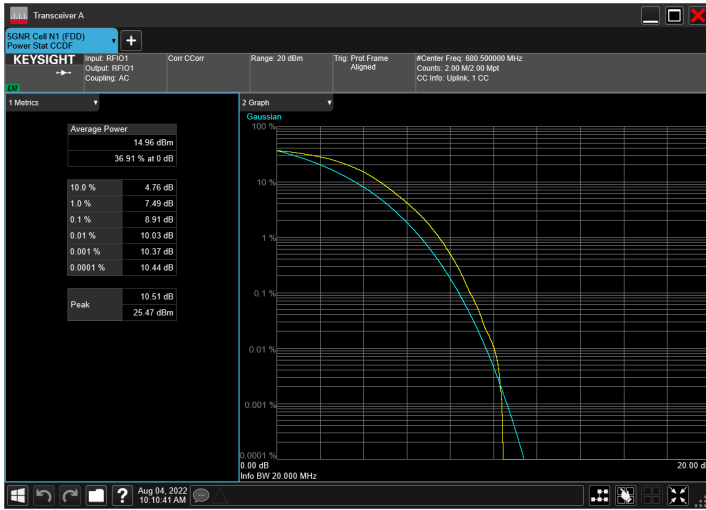 Transceiver A
5GNR Cell N1 (FDD)
Power Stat CCDF
KEYSIGHT
LXI
Input: RFIO1
Output: RFIO1
Coupling: AC
Corr CCorr
Range: 20 dBm
Trig: Prot Frame
Aligned
#Center Freq: 680.500000 MHz
Counts: 2.00 M/2.00 Mpt
CC Info: Uplink, 1 CC
1 Metrics
Average Power
14.96 dBm
36.91 % at 0 dB
10.0 % 4.76 dB
1.0 % 7.49 dB
0.1 % 8.91 dB
0.01 % 10.03 dB
0.001 % 10.37 dB
0.0001 % 10.44 dB
Peak 10.51 dB
25.47 dBm
2 Graph
Gaussian
100 %
10 %
1 %
0.1 %
0.01 %
0.001 %
0.0001 %
0.00 dB 20.00 d
Info BW 20.000 MHz
?
Aug 04, 2022
10:10:41 AM